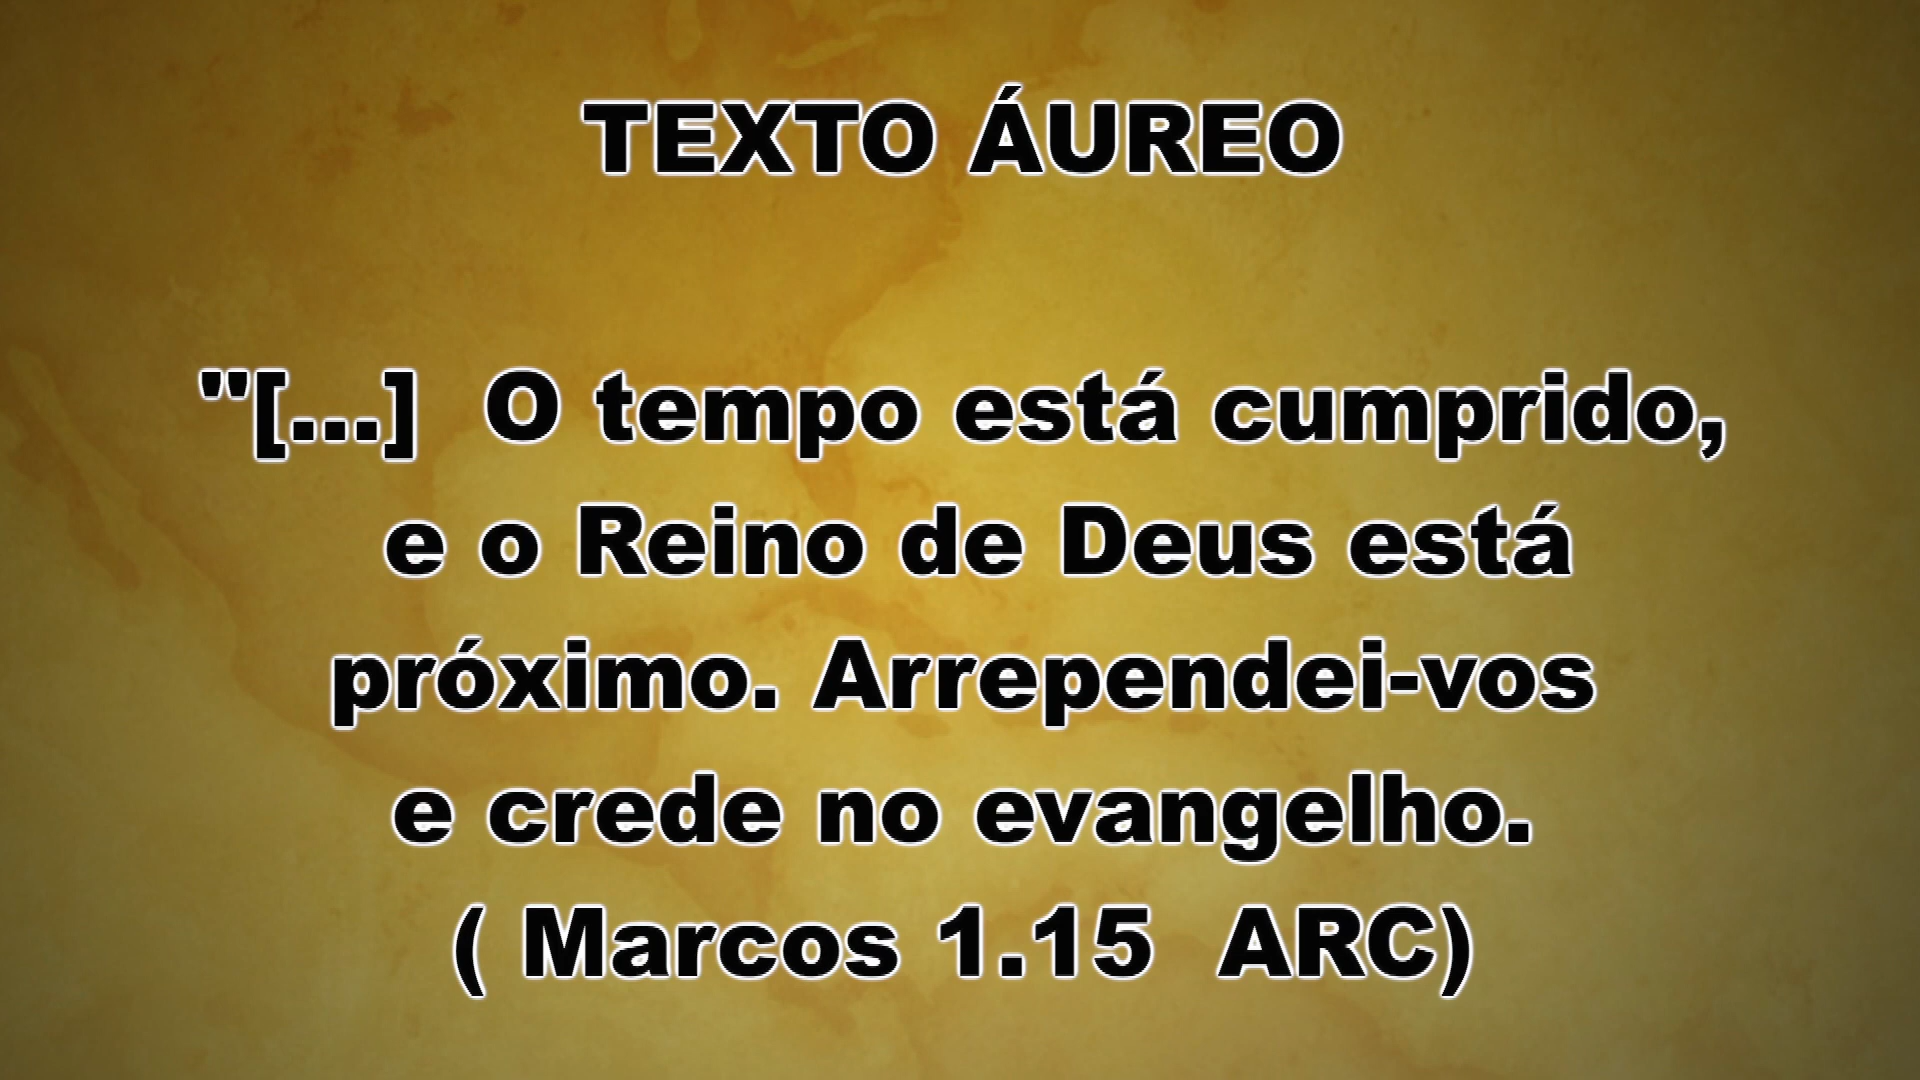 TEXTO ÁUREO
"[...]  O tempo está cumprido,
e o Reino de Deus está
próximo. Arrependei-vos
e crede no evangelho.
( Marcos 1.15  ARC)